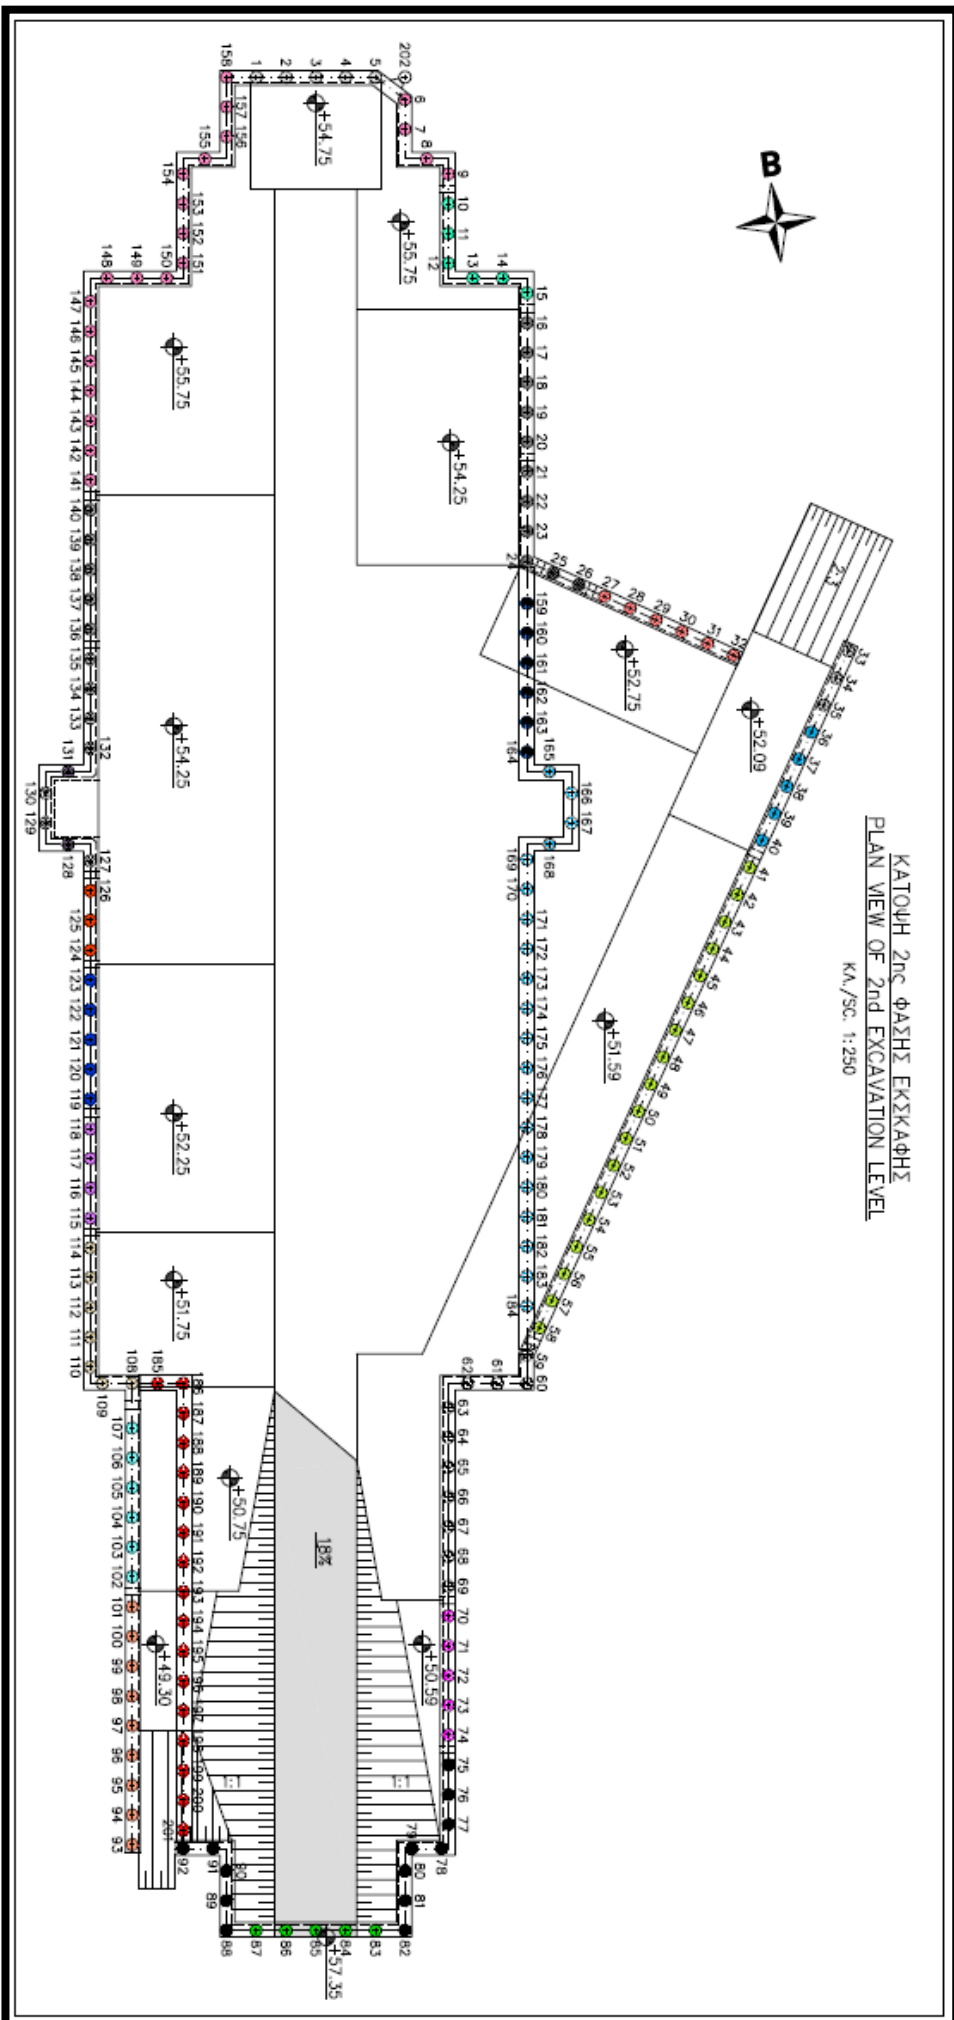 ΚΑΤΟΨΗ 2ης ΦΑΣΗΣ ΕΚΣΚΑΦΗΣ
PLAN VIEW OF 2nd EXCAVATION LEVEL
ΚΛ./SC. 1:250
B
202
158 1 2 3 4 5 6 7 8 9 10 11 12 13 14 15 16 17 18 19 20 21 22 23 24
25 26 27 28 29 30 31 32
33 34 35 36 37 38 39 40 41 42 43 44 45 46 47 48 49 50 51 52 53 54 55 56 57 58 59 60
159 160 161 162 163 164 165 166 167 168 169 170 171 172 173 174 175 176 177 178 179 180 181 182 183 184
61 62 63 64 65 66 67 68 69 70 71 72 73 74 75 76 77 78
79 80 81 82
83 84 85 86 87 88
89 90 91 92
157 156 155 154 153 152 151 150 149 148
147 146 145 144 143 142 141 140 139 138 137 136 135 134 133 132
131 130 129 128
127 126 125 124 123 122 121 120 119 118 117 116 115 114 113 112 111 110
109 108 107 106 105 104 103 102 101 100 99 98 97 96 95 94 93
185 186 187 188 189 190 191 192 193 194 195 196 197 198 199 200
201
+54.75
+55.75
+54.25
+52.75
+52.09
+51.59
+55.75
+54.25
+52.25
+51.75
+50.75
+49.30
+50.59
+57.35
18%
1:1
1:1